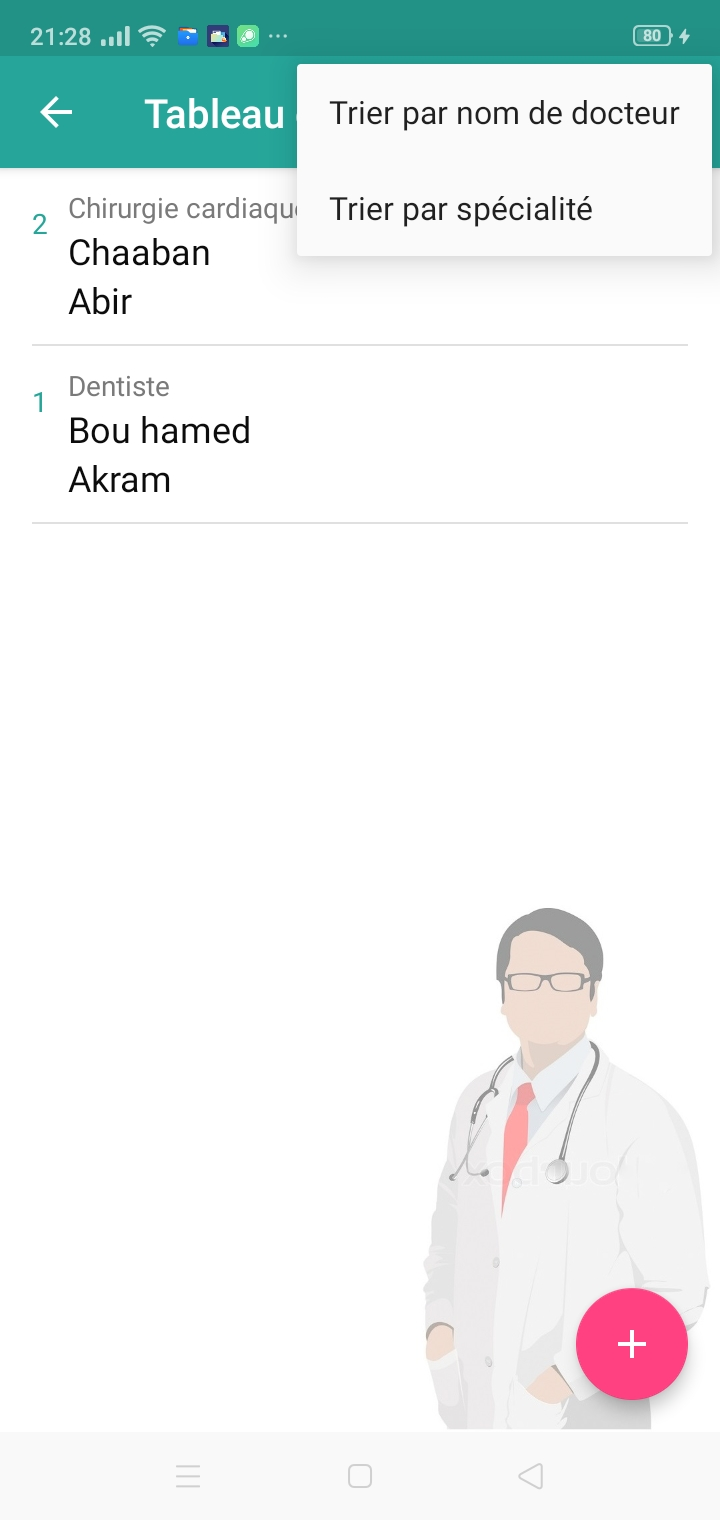 21:28
80
Tableau
Trier par nom de docteur
Trier par spécialité
2
Chirurgie cardiaqu
Chaaban
Abir
1
Dentiste
Bou hamed
Akram